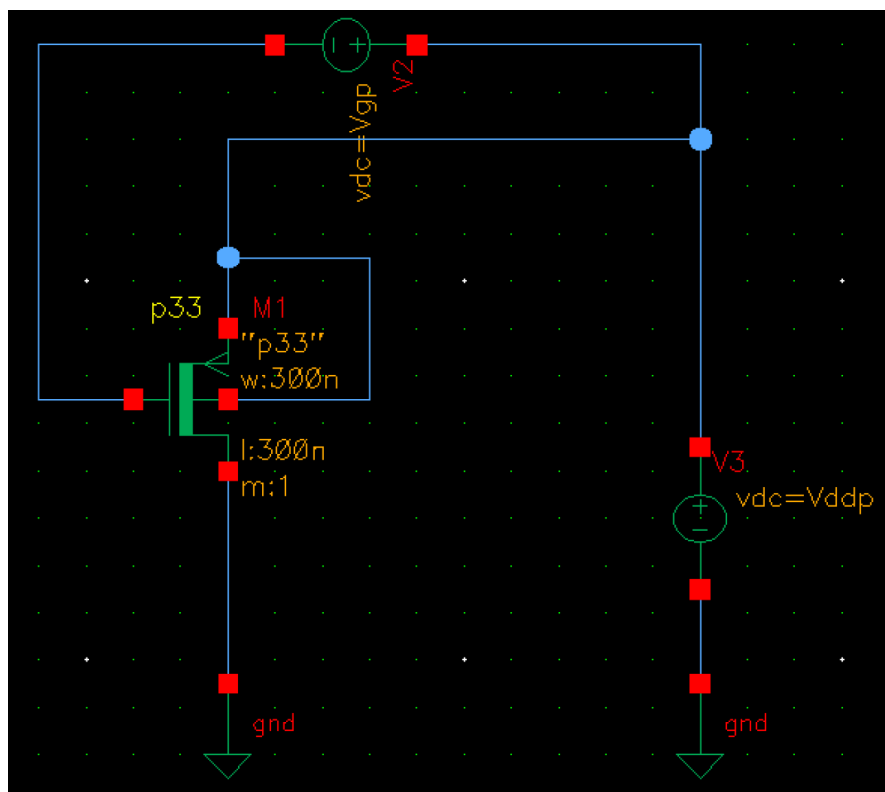 V2
vdc=Vgp
p33
M1
"p33"
w:300n
l:300n
m:1
V3
vdc=Vddp
gnd
gnd